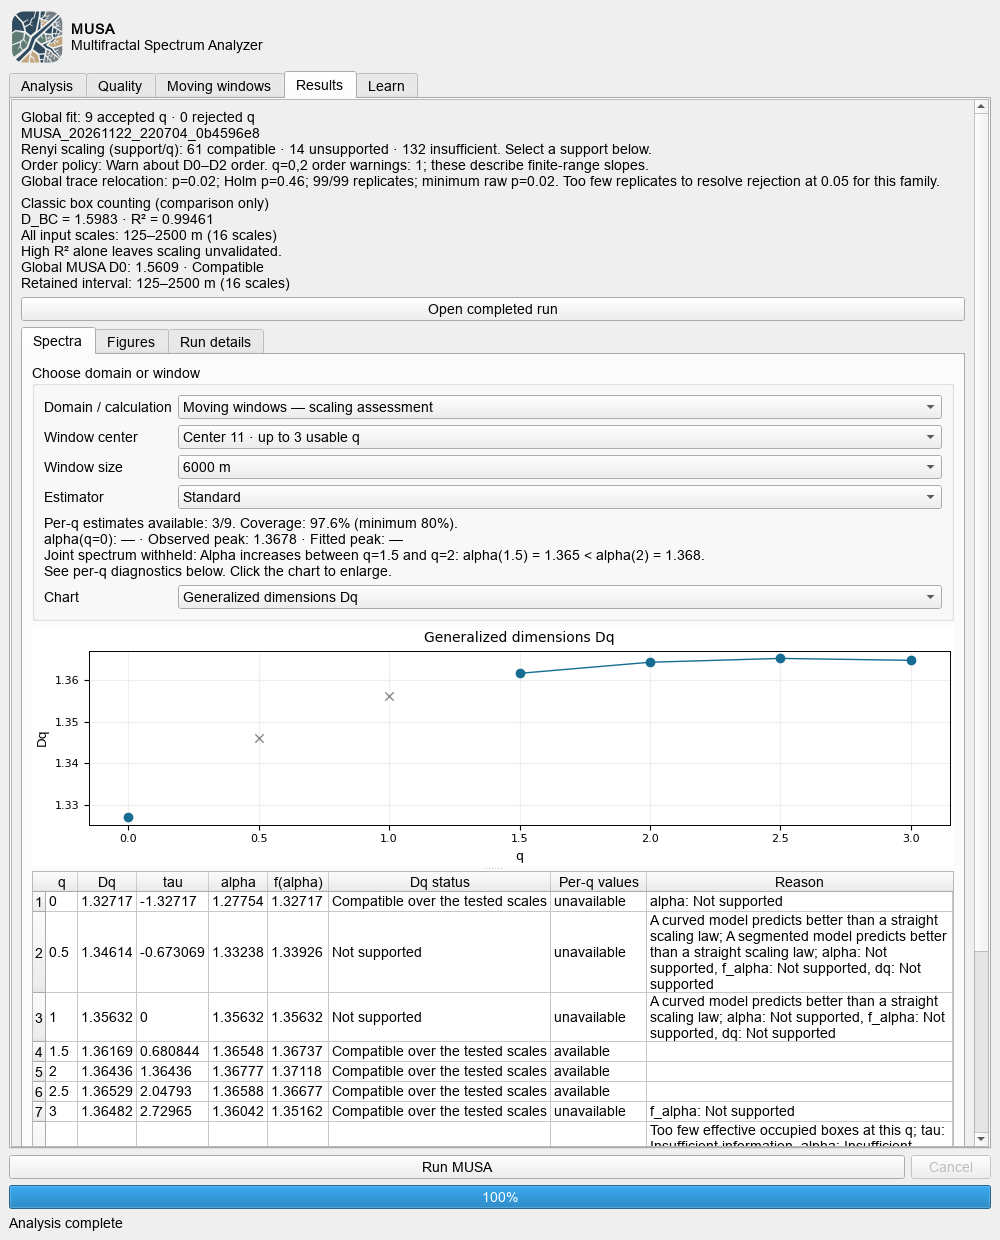 MUSA
Multifractal Spectrum Analyzer
Analysis Quality Moving windows Results Learn
Global fit: 9 accepted q · 0 rejected q
MUSA_20261122_220704_0b4596e8
Renyi scaling (support/q): 61 compatible · 14 unsupported · 132 insufficient. Select a support below.
Order policy: Warn about D0–D2 order. q=0,2 order warnings: 1; these describe finite-range slopes.
Global trace relocation: p=0.02; Holm p=0.46; 99/99 replicates; minimum raw p=0.02. Too few replicates to resolve rejection at 0.05 for this family.
Classic box counting (comparison only)
D_BC = 1.5983 · R² = 0.99461
All input scales: 125–2500 m (16 scales)
High R² alone leaves scaling unvalidated.
Global MUSA D0: 1.5609 · Compatible
Retained interval: 125–2500 m (16 scales)
Open completed run
Spectra Figures Run details
Choose domain or window
Domain / calculation Moving windows — scaling assessment
Window center Center 11 · up to 3 usable q
Window size 6000 m
Estimator Standard
Per-q estimates available: 3/9. Coverage: 97.6% (minimum 80%).
alpha(q=0): — · Observed peak: 1.3678 · Fitted peak: —
Joint spectrum withheld: Alpha increases between q=1.5 and q=2: alpha(1.5) = 1.365 < alpha(2) = 1.368.
See per-q diagnostics below. Click the chart to enlarge.
Chart Generalized dimensions Dq
Generalized dimensions Dq
1.36
1.35
1.34
1.33
Dq
0.0 0.5 1.0 1.5 2.0 2.5 3.0
q
q Dq tau alpha f(alpha) Dq status Per-q values Reason
1 0 1.32717 -1.32717 1.27754 1.32717 Compatible over the tested scales unavailable alpha: Not supported
2 0.5 1.34614 -0.673069 1.33238 1.33926 Not supported unavailable A curved model predicts better than a straight
scaling law; A segmented model predicts better
than a straight scaling law; alpha: Not
supported, f_alpha: Not supported, dq: Not
supported
3 1 1.35632 0 1.35632 1.35632 Not supported unavailable A curved model predicts better than a straight
scaling law; alpha: Not supported, f_alpha: Not
supported, dq: Not supported
4 1.5 1.36169 0.680844 1.36548 1.36737 Compatible over the tested scales available
5 2 1.36436 1.36436 1.36777 1.37118 Compatible over the tested scales available
6 2.5 1.36529 2.04793 1.36588 1.36677 Compatible over the tested scales available
7 3 1.36482 2.72965 1.36042 1.35162 Compatible over the tested scales unavailable f_alpha: Not supported
Too few effective occupied boxes at this q; tau:
Insufficient information, alpha: Insufficient
Run MUSA Cancel
100%
Analysis complete